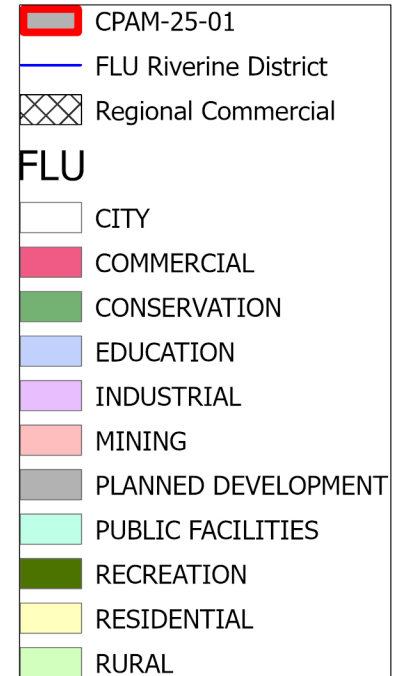 CPAM-25-01
FLU Riverine District
Regional Commercial
FLU
CITY
COMMERCIAL
CONSERVATION
EDUCATION
INDUSTRIAL
MINING
PLANNED DEVELOPMENT
PUBLIC FACILITIES
RECREATION
RESIDENTIAL
RURAL